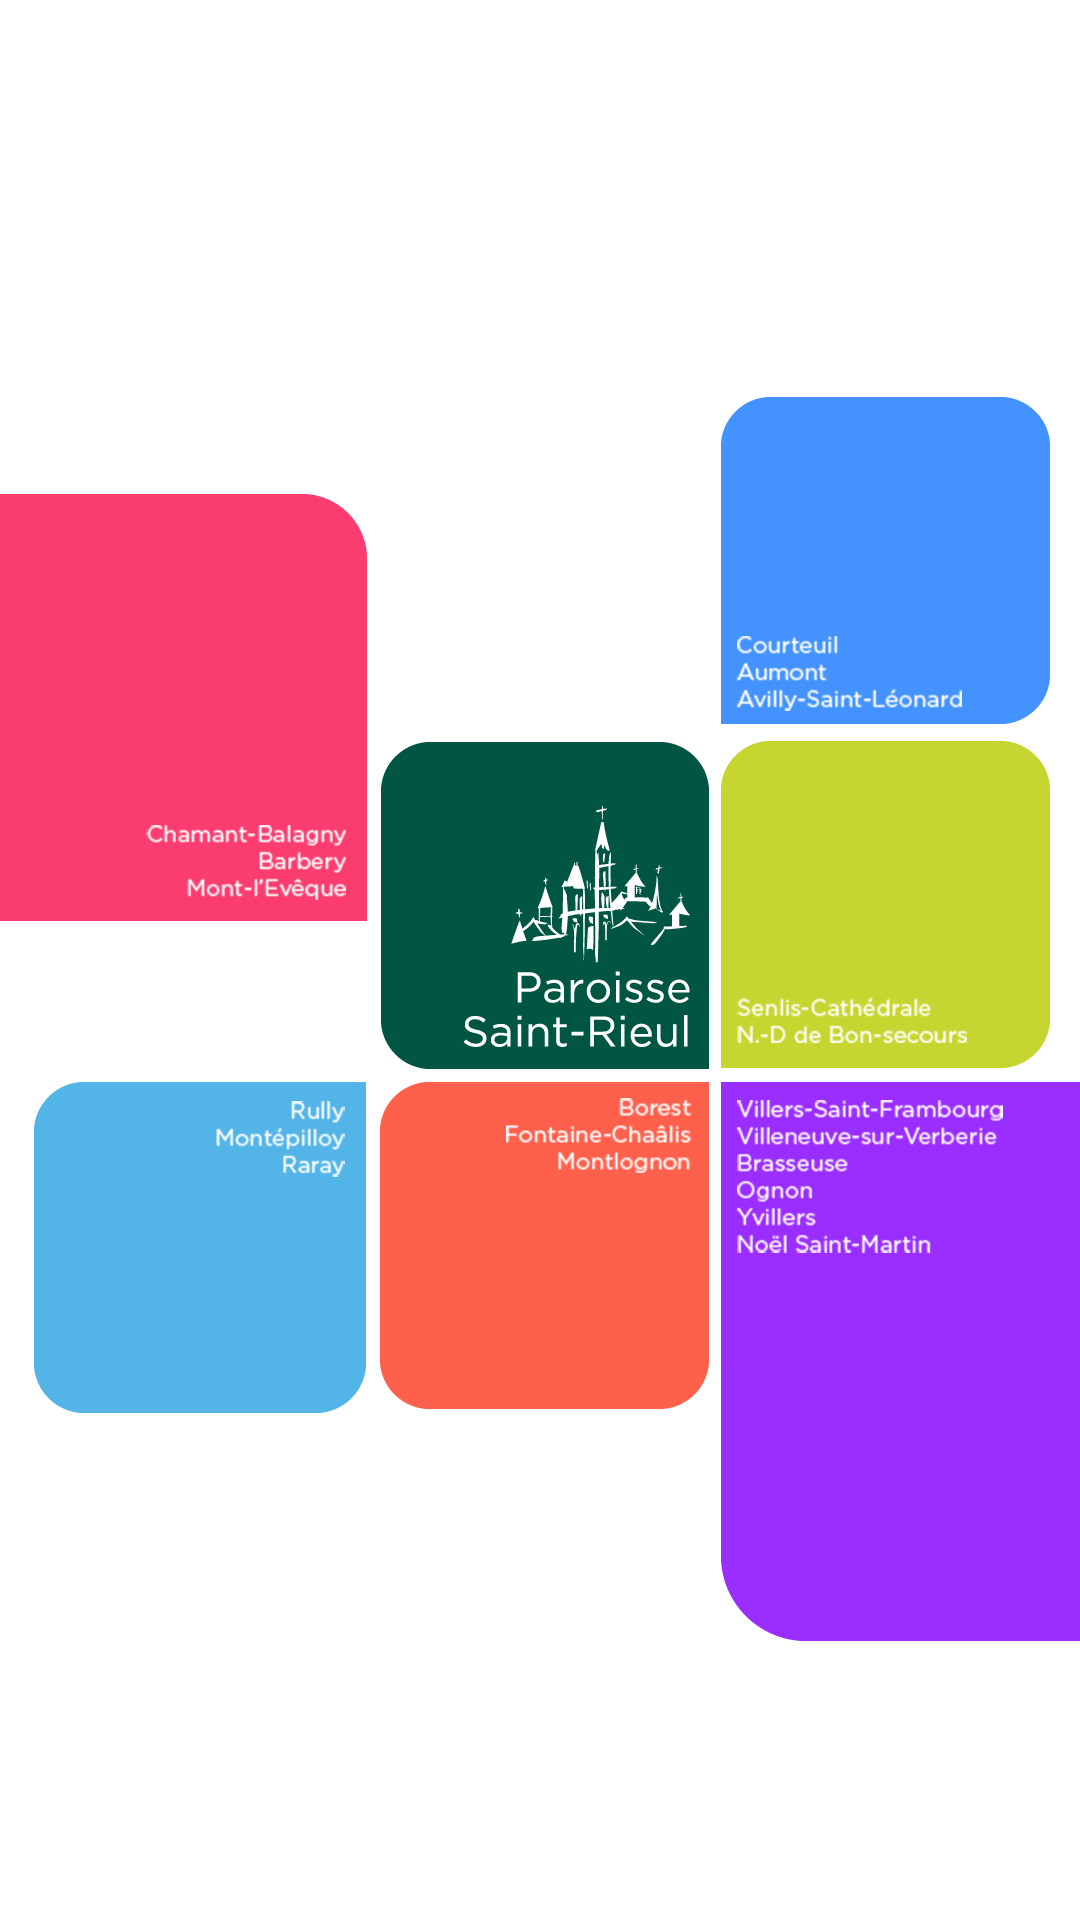 Courteuil
Aumont
Avilly-Saint-Léonard
Chamant-Balagny
Barbery
Mont-l'Evêque
Paroisse
Saint-Rieul
Senlis-Cathédrale
N.-D de Bon-secours
Rully
Montépilloy
Raray
Borest
Fontaine-Chaâlis
Montlognon
Villers-Saint-Frambourg
Villeneuve-sur-Verberie
Brasseuse
Ognon
Yvillers
Noël Saint-Martin